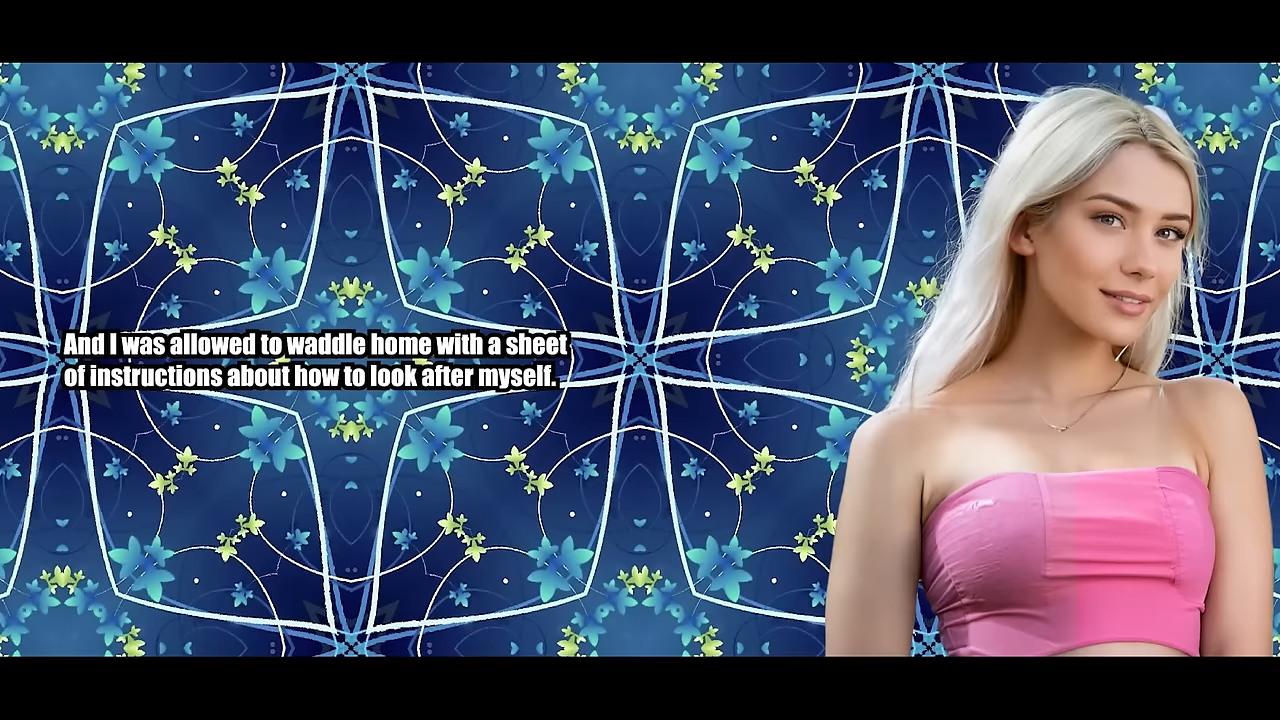 And I was allowed to waddle home with a sheet
of instructions about how to look after myself.